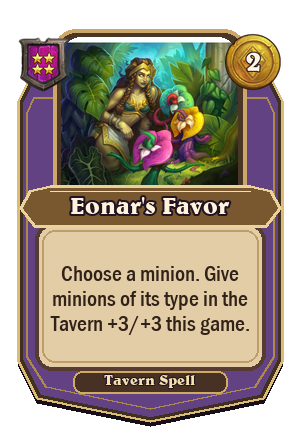 2
Eonar's Favor
Choose a minion. Give
minions of its type in the
Tavern +3/+3 this game.
Tavern Spell